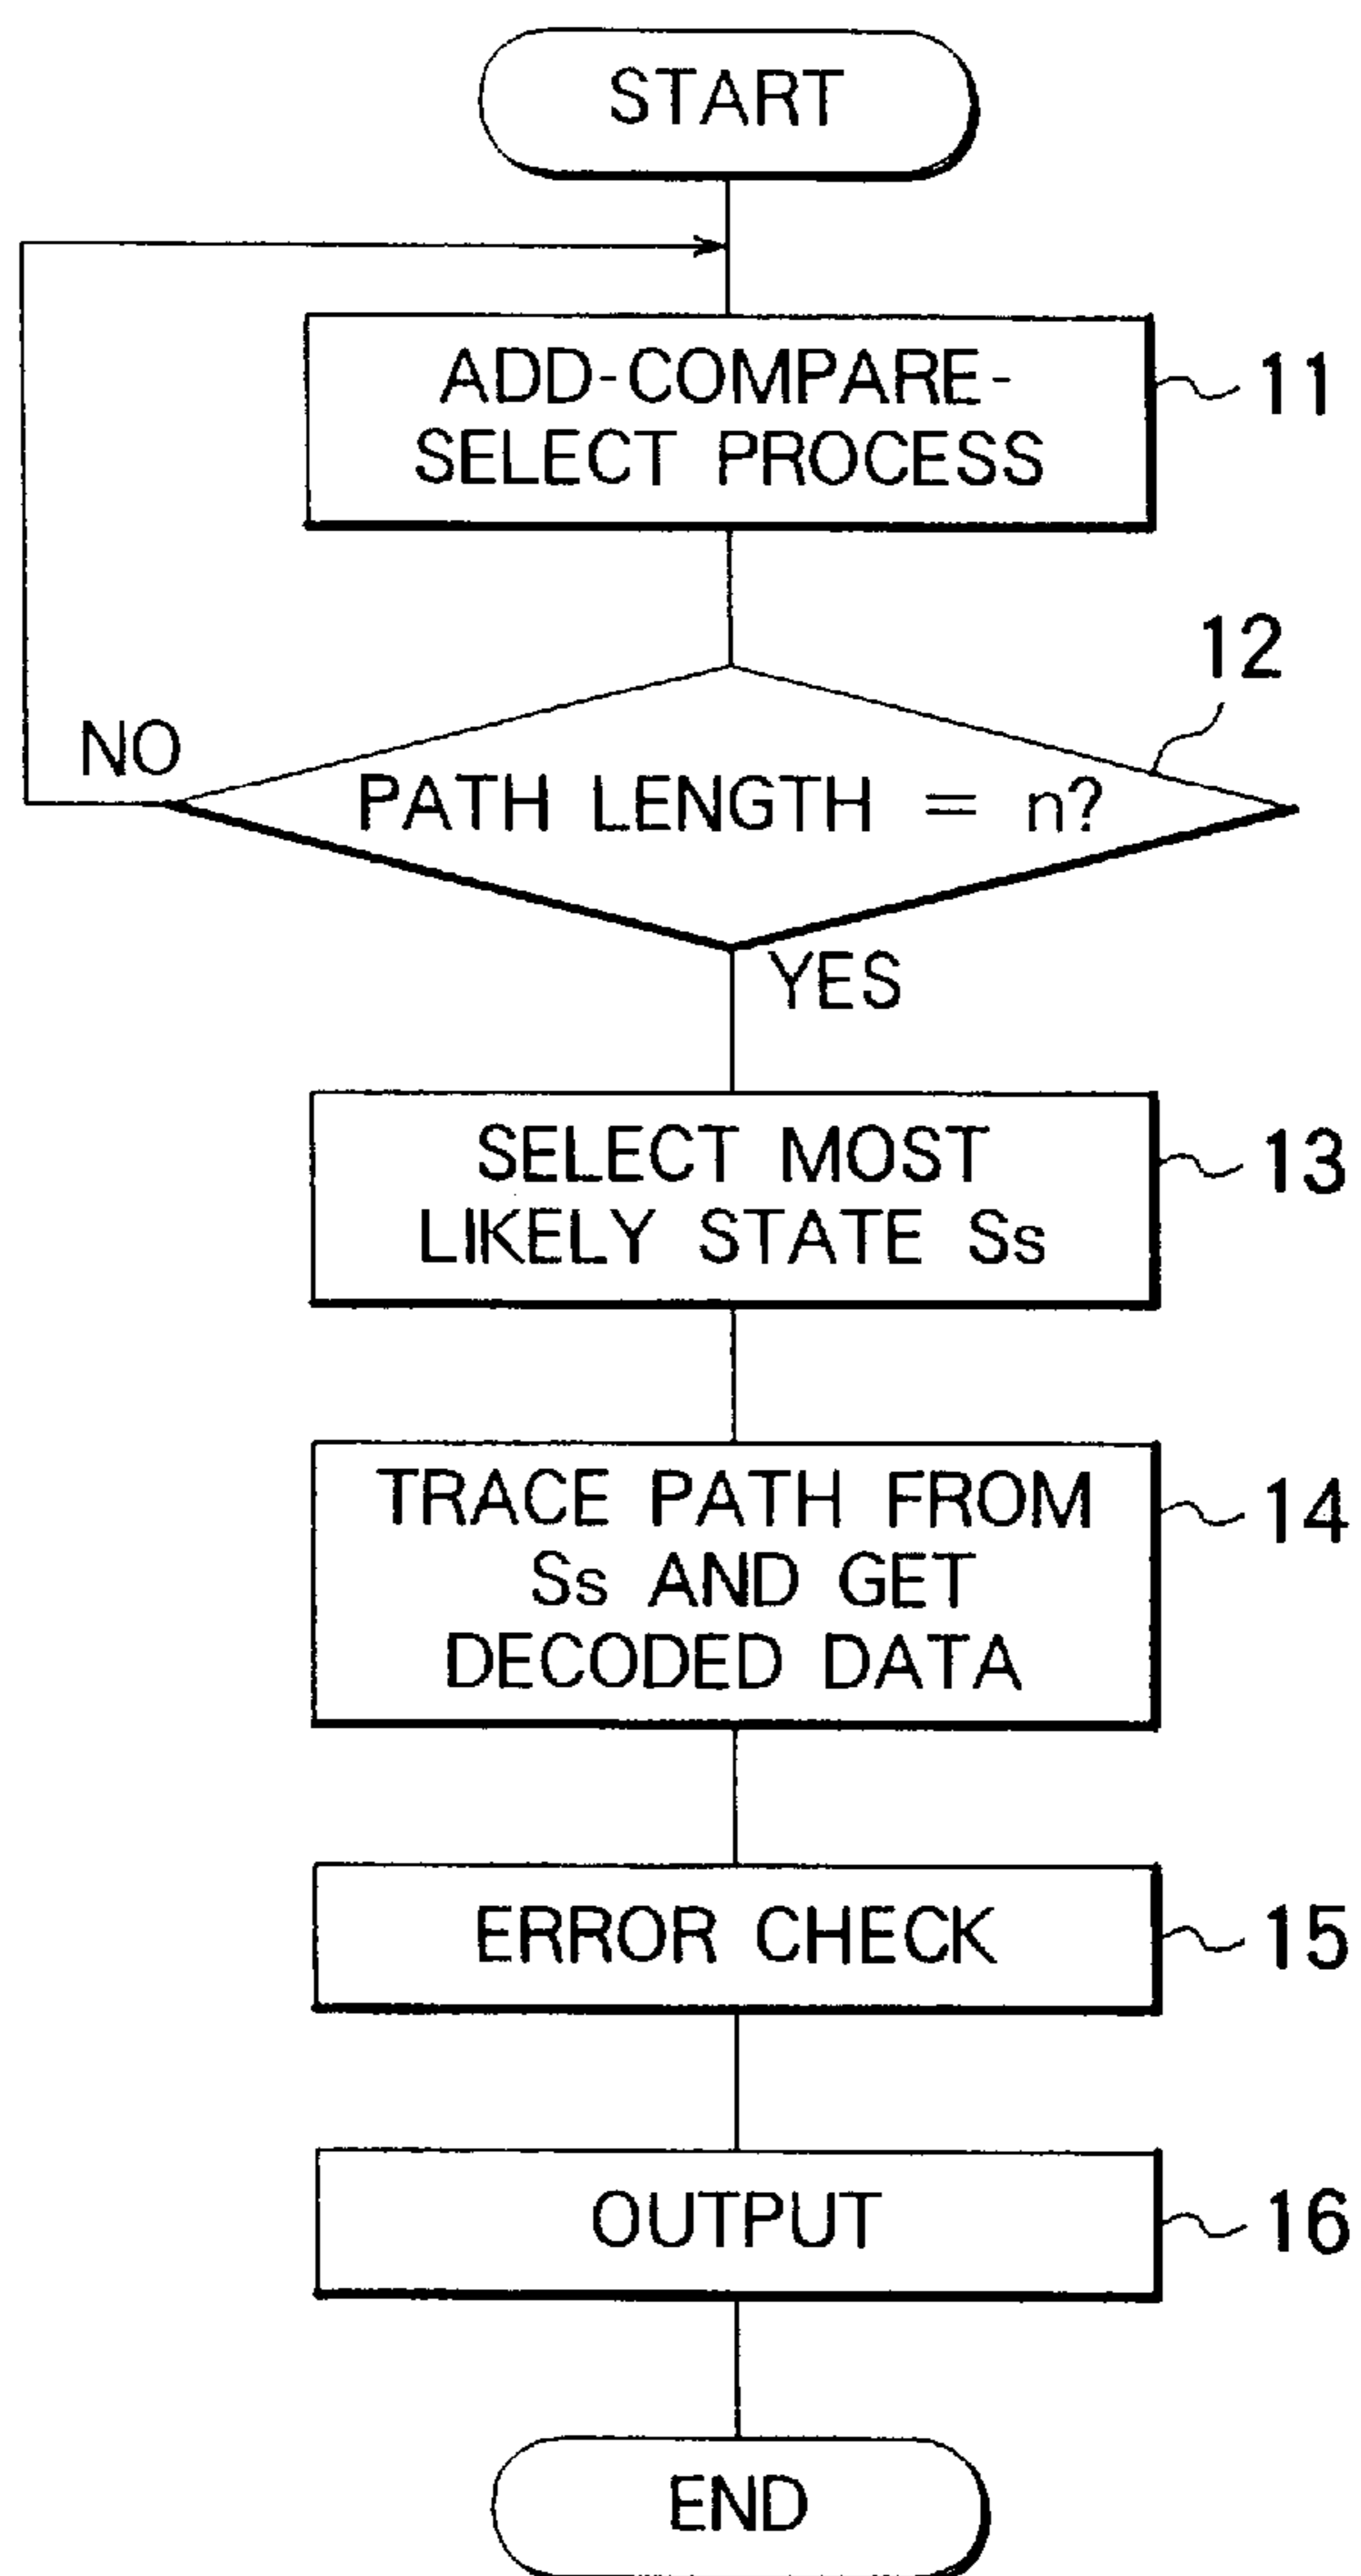 START
ADD-COMPARE-
SELECT PROCESS
11
12
NO
PATH LENGTH = n?
YES
SELECT MOST
LIKELY STATE Ss
13
TRACE PATH FROM
Ss AND GET
DECODED DATA
14
ERROR CHECK
15
OUTPUT
16
END